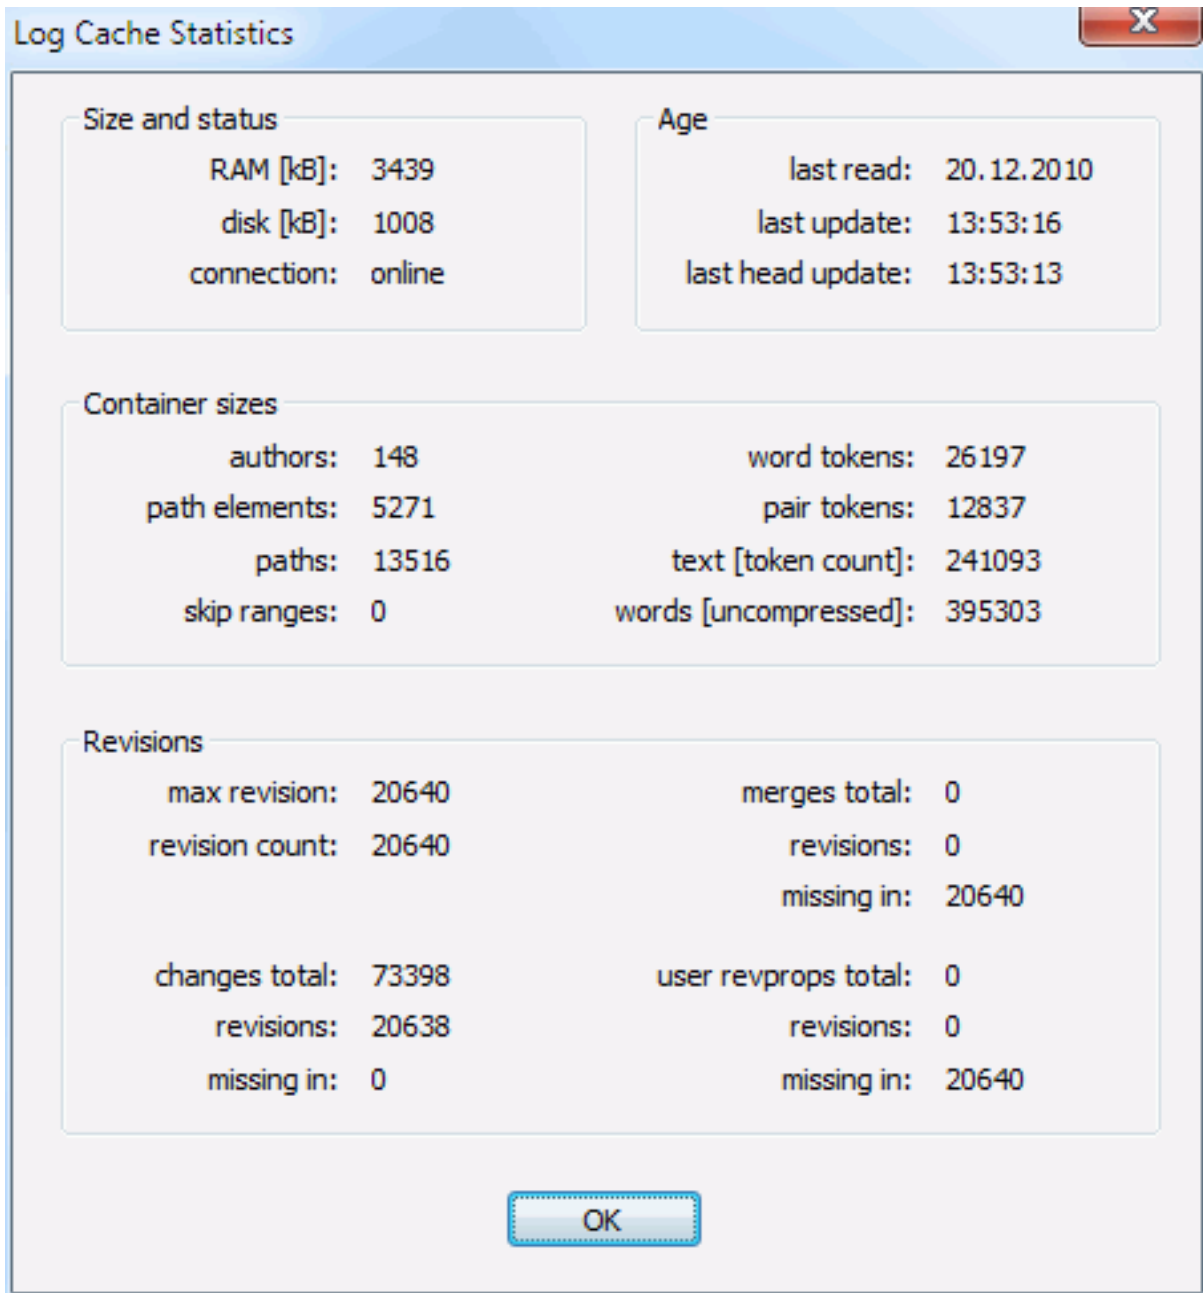 Log Cache Statistics
Size and status
RAM [kB]: 3439
disk [kB]: 1008
connection: online
Age
last read: 20.12.2010
last update: 13:53:16
last head update: 13:53:13
Container sizes
authors: 148
path elements: 5271
paths: 13516
skip ranges: 0
word tokens: 26197
pair tokens: 12837
text [token count]: 241093
words [uncompressed]: 395303
Revisions
max revision: 20640
revision count: 20640
merges total: 0
revisions: 0
missing in: 20640
changes total: 73398
revisions: 20638
missing in: 0
user revprops total: 0
revisions: 0
missing in: 20640
OK